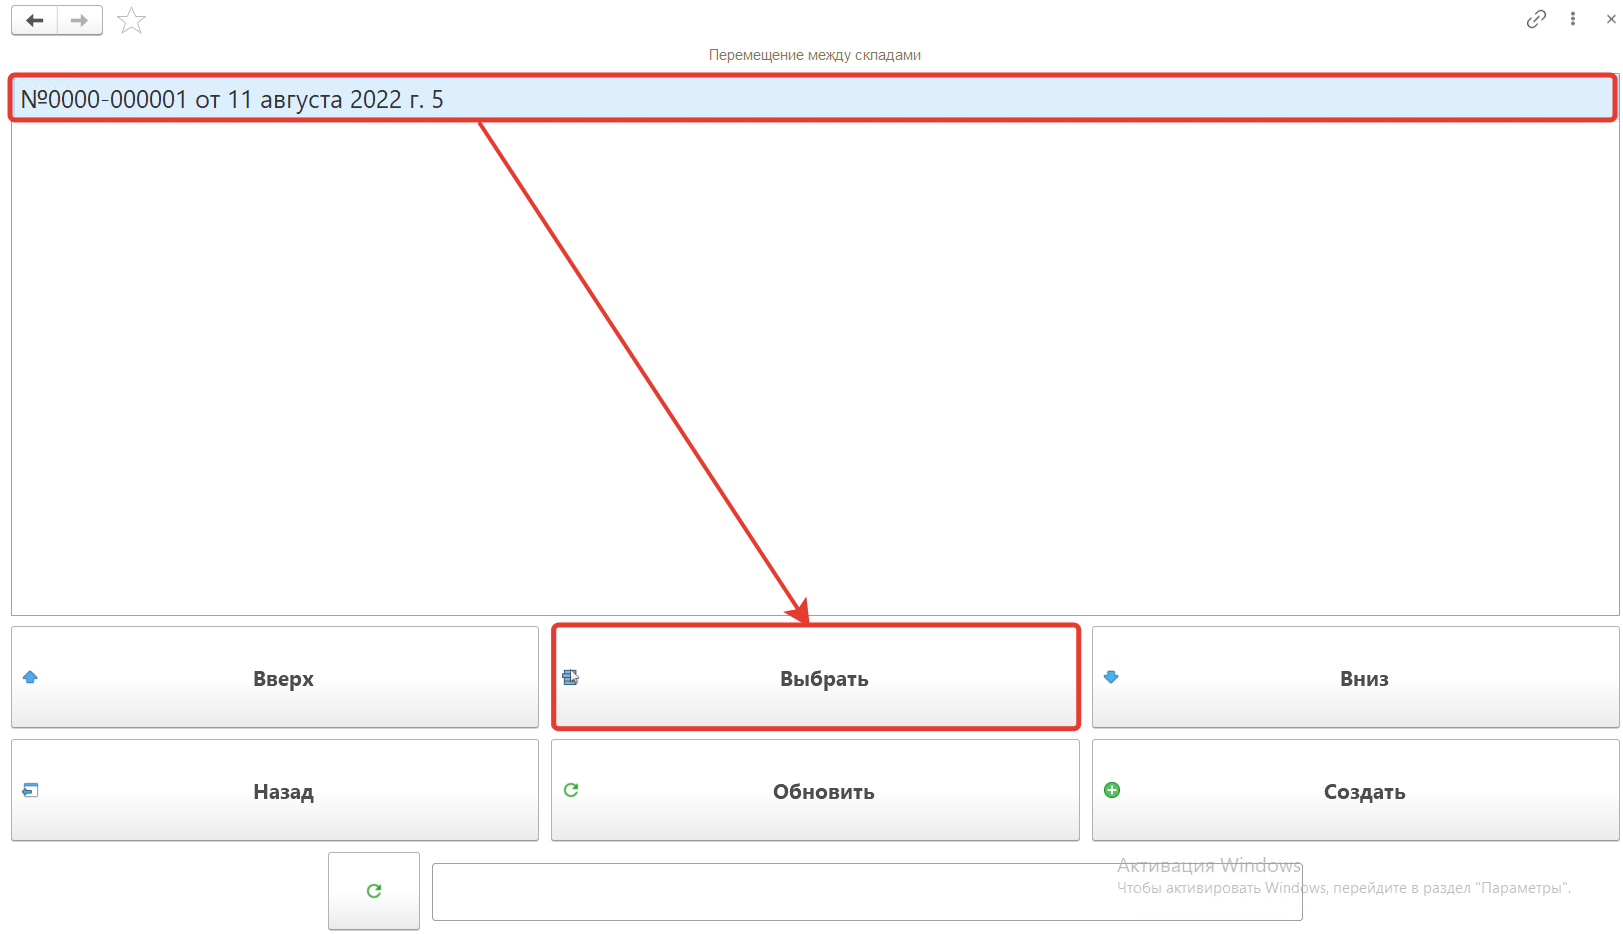 Перемещение между складами
№0000-000001 от 11 августа 2022 г. 5
Вверх
Выбрать
Вниз
Назад
Обновить
Создать
Активация Windows
Чтобы активировать Windows, перейдите в раздел "Параметры".